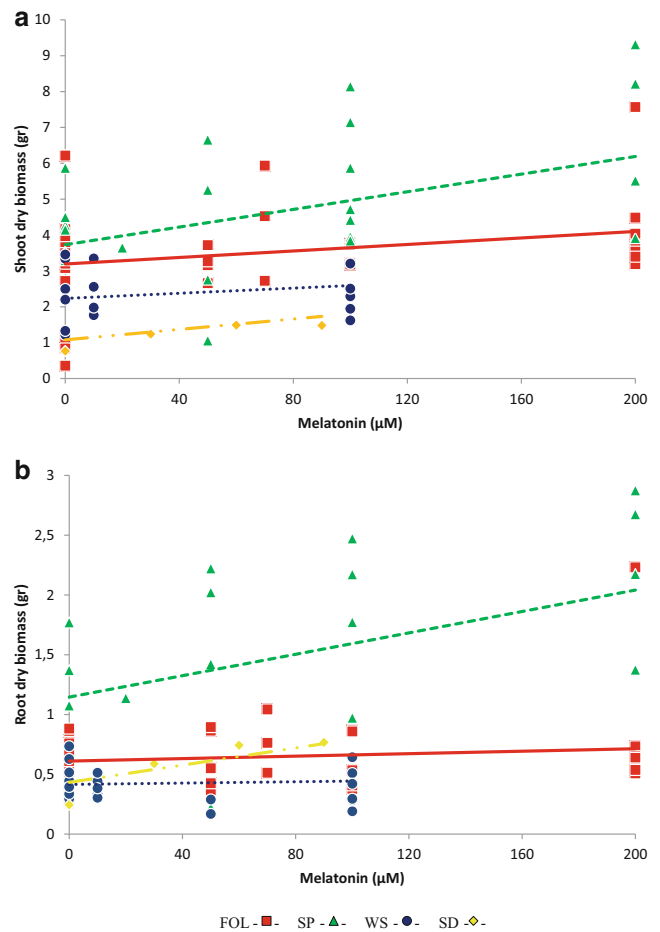 a
Shoot dry biomass (gr)
10
9
8
7
6
5
4
3
2
1
0
0 40 80 120 160 200
Melatonin (µM)
b
Root dry biomass (gr)
3
2,5
2
1,5
1
0,5
0
0 40 80 120 160 200
Melatonin (µM)
FOL - - SP - - WS - - SD - -